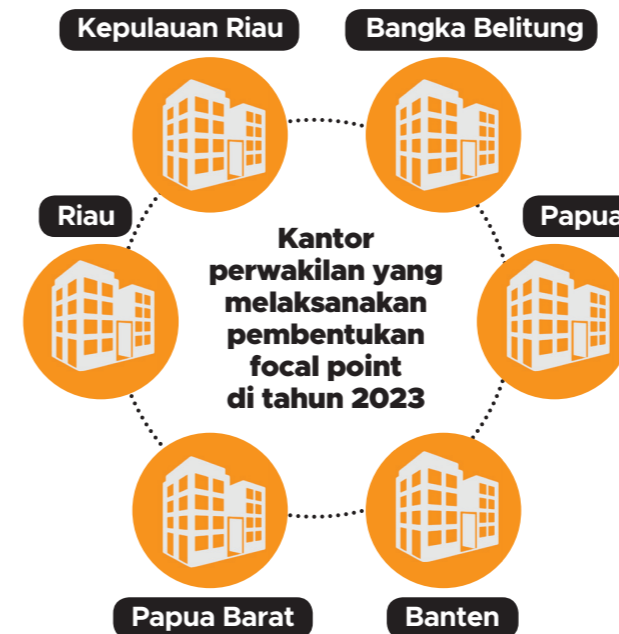 Kepulauan Riau
Bangka Belitung
Riau
Papua
Kantor
perwakilan yang
melaksanakan
pembentukan
focal point
di tahun 2023
Papua Barat
Banten